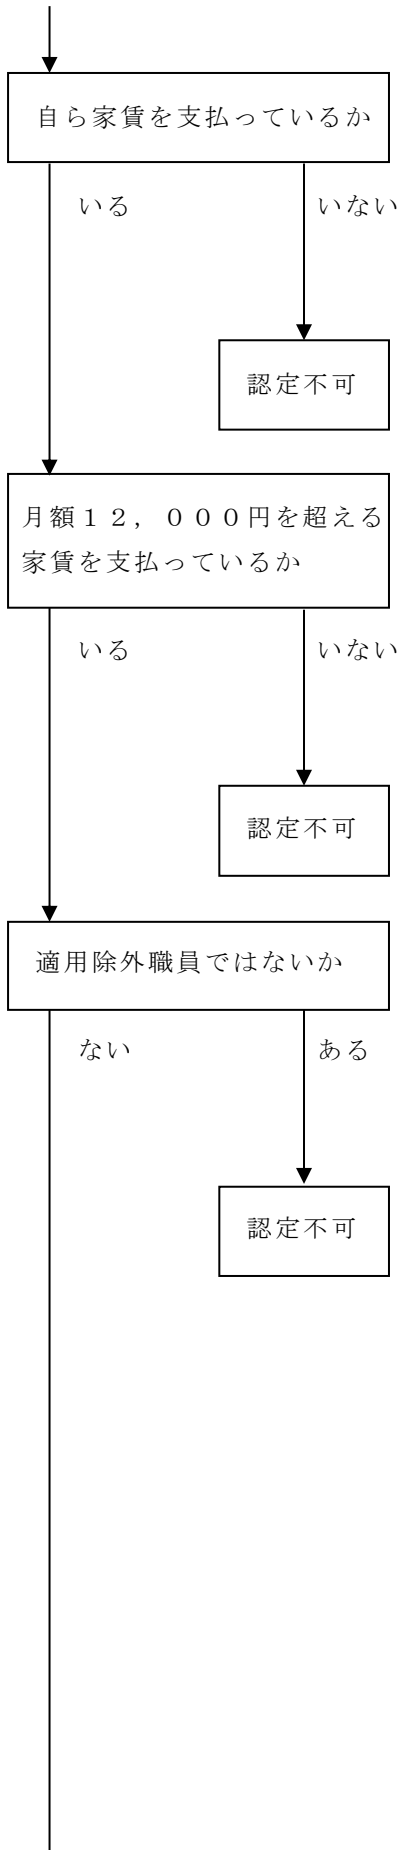 自ら家賃を支払っているか
いる
いない
認定不可
月額１２，０００円を超える
家賃を支払っているか
いる
いない
認定不可
適用除外職員ではないか
ない
ある
認定不可